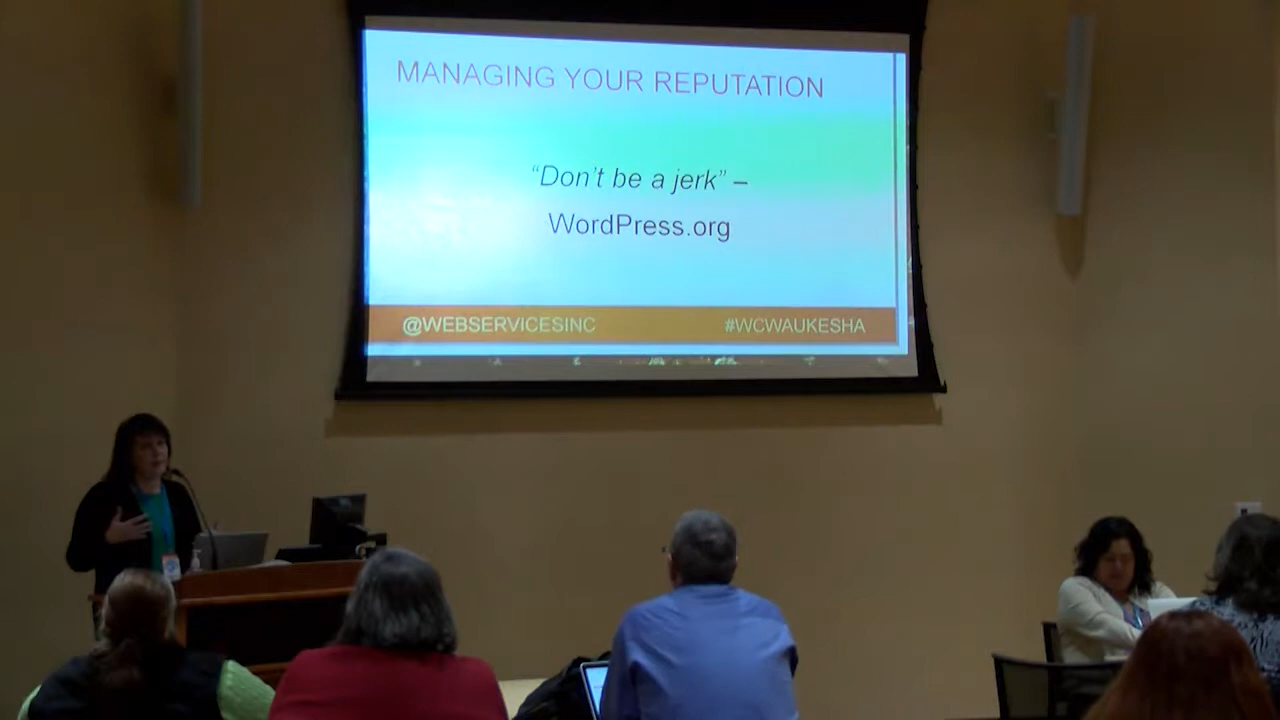 MANAGING YOUR REPUTATION
“Don’t be a jerk” –
WordPress.org
@WEBSERVICESINC #WCWAUKESHA